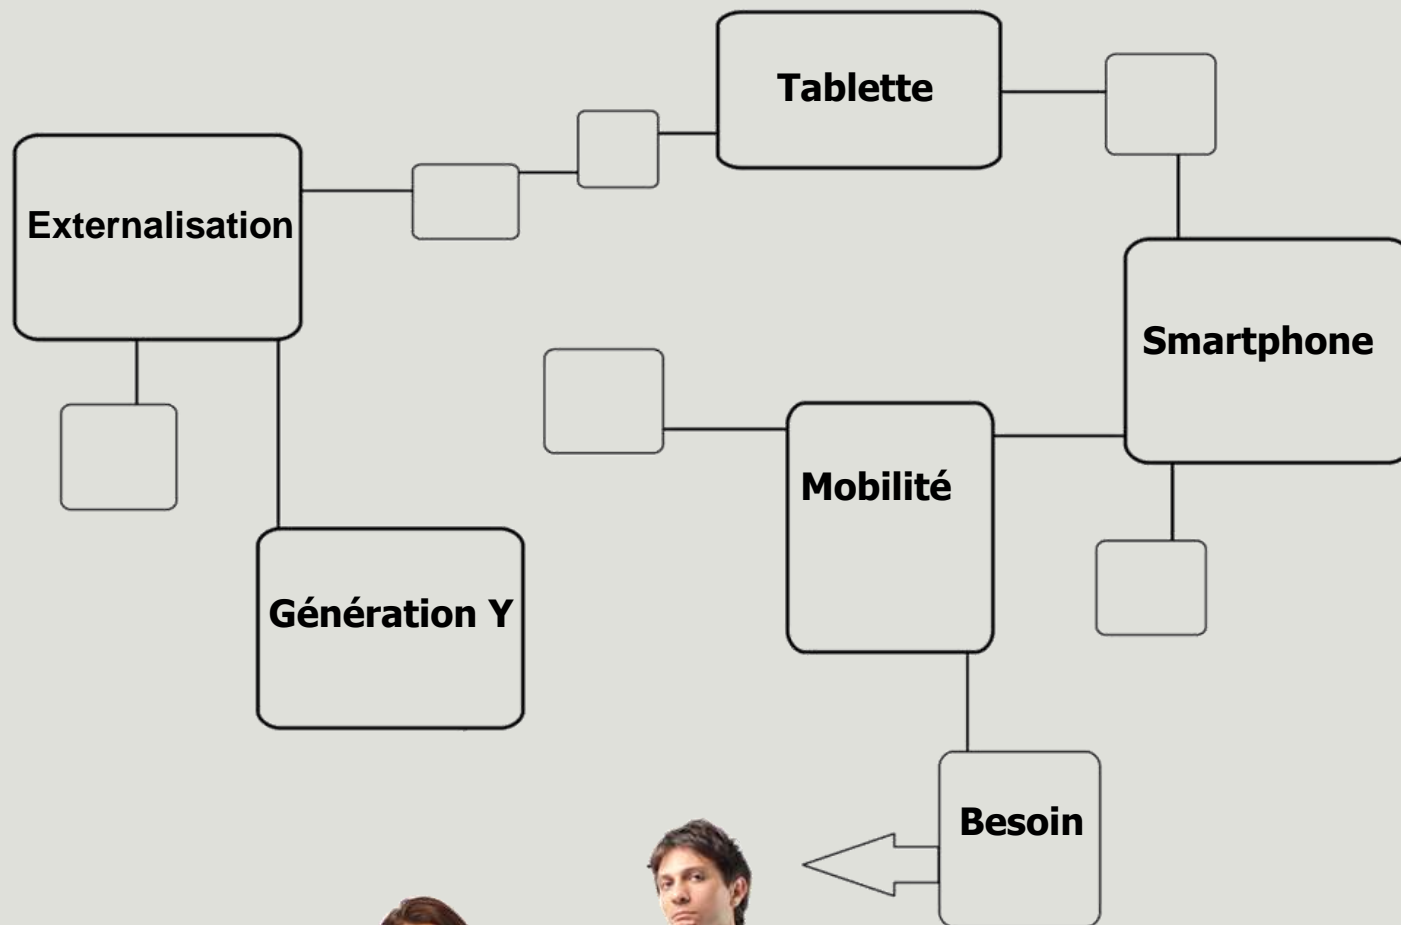 Tablette
Externalisation
Smartphone
Mobilité
Génération Y
Besoin